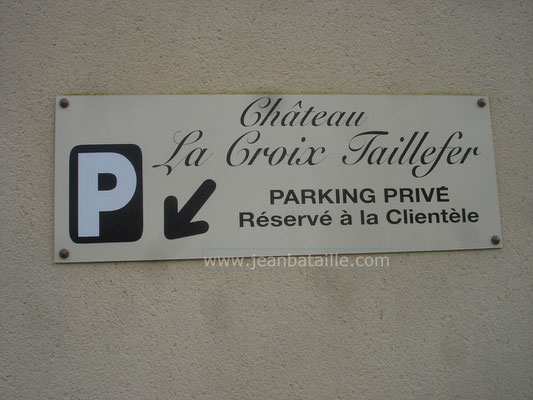 Château
La Croix Taillefer
P
PARKING PRIVÉ
Réservé à la Clientèle
www.jeanbataille.com